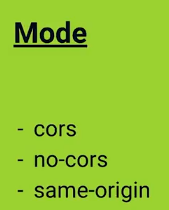 Mode
- cors
- no-cors
- same-origin